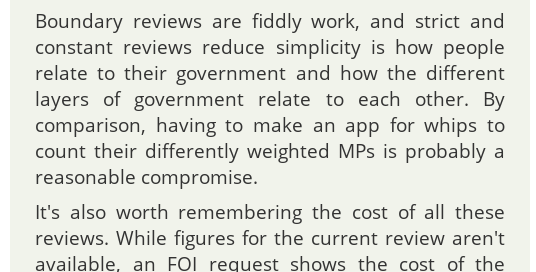 Boundary reviews are fiddly work, and strict and
constant reviews reduce simplicity is how people
relate to their government and how the different
layers of government relate to each other. By
comparison, having to make an app for whips to
count their differently weighted MPs is probably a
reasonable compromise.
It's also worth remembering the cost of all these
reviews. While figures for the current review aren't
available, an FOI request shows the cost of the